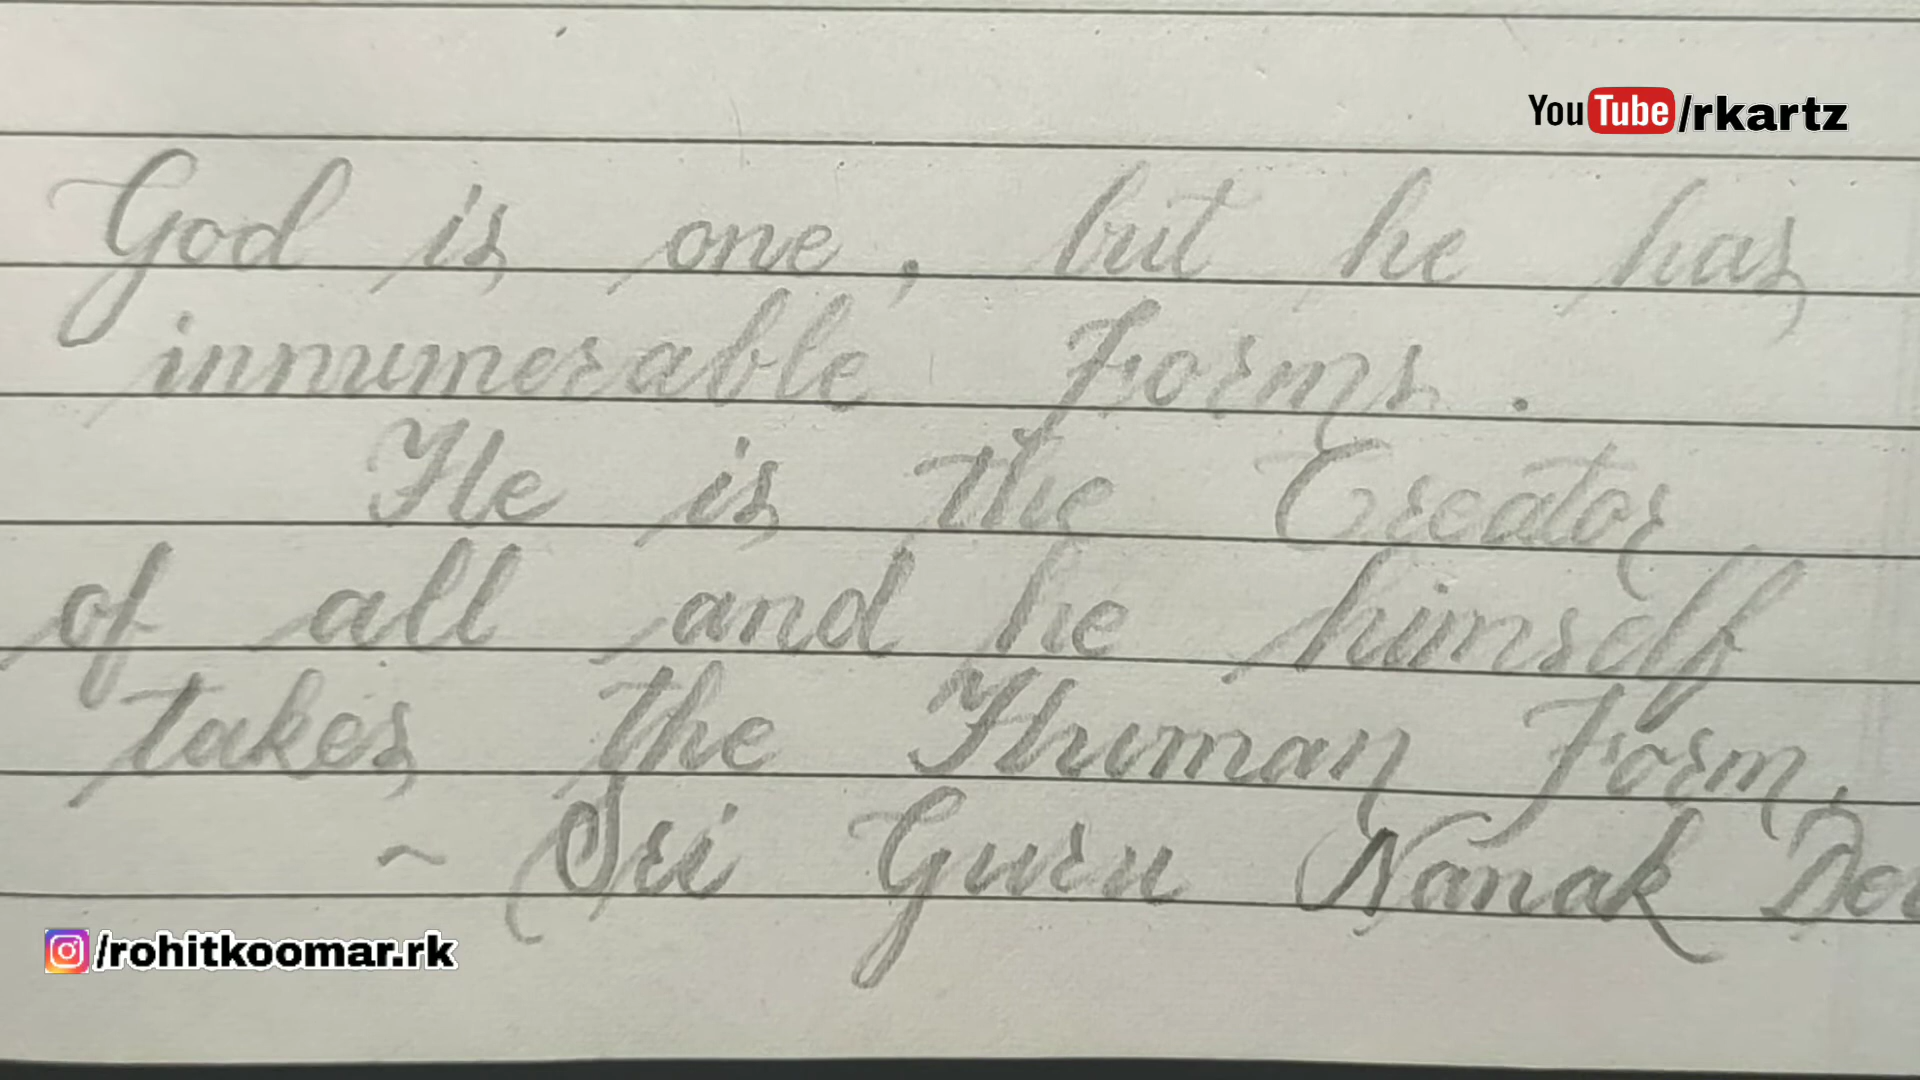 YouTube/rkartz
God is one, but he has
innumerable Forms.
He is the Creator
of all and he himself
takes the Human Form.
~ Sri Guru Nanak
/rohitkoomar.rk